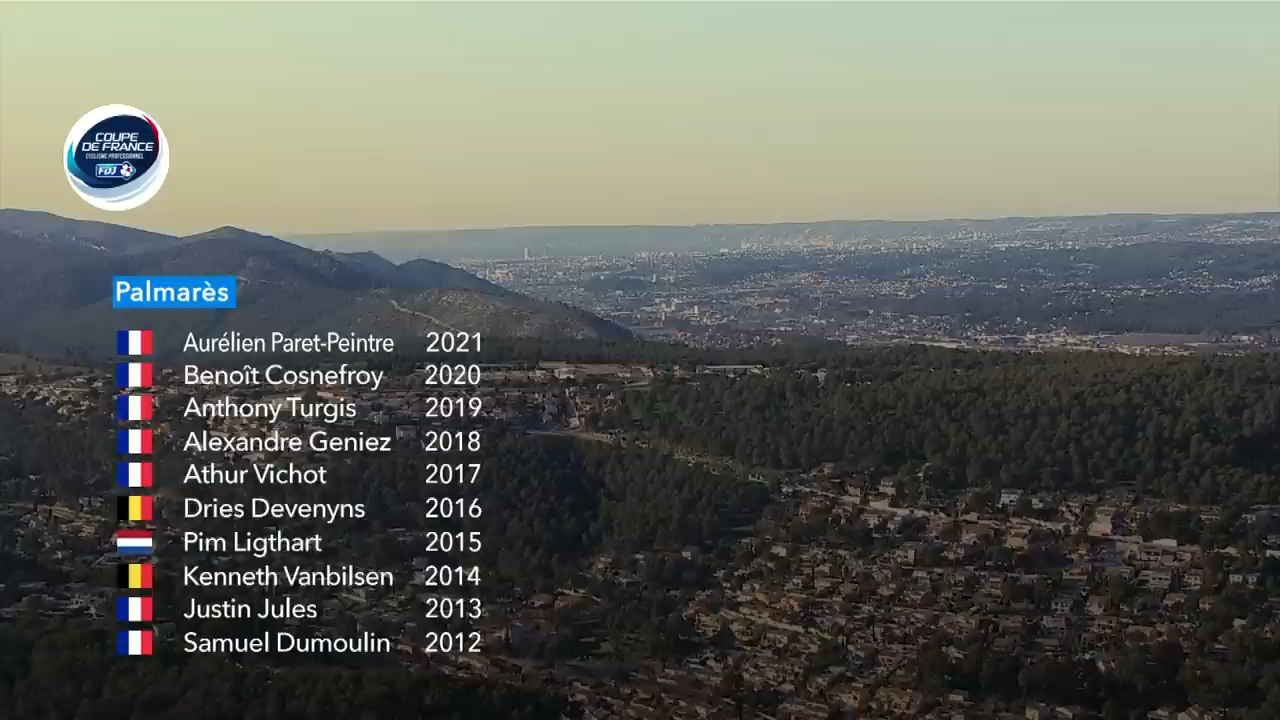 COUPE
DE FRANCE
CYCLISME PROFESSIONNEL
FDJ
Palmarès
Aurélien Paret-Peintre 2021
Benoît Cosnefroy 2020
Anthony Turgis 2019
Alexandre Geniez 2018
Athur Vichot 2017
Dries Devenyns 2016
Pim Ligthart 2015
Kenneth Vanbilsen 2014
Justin Jules 2013
Samuel Dumoulin 2012